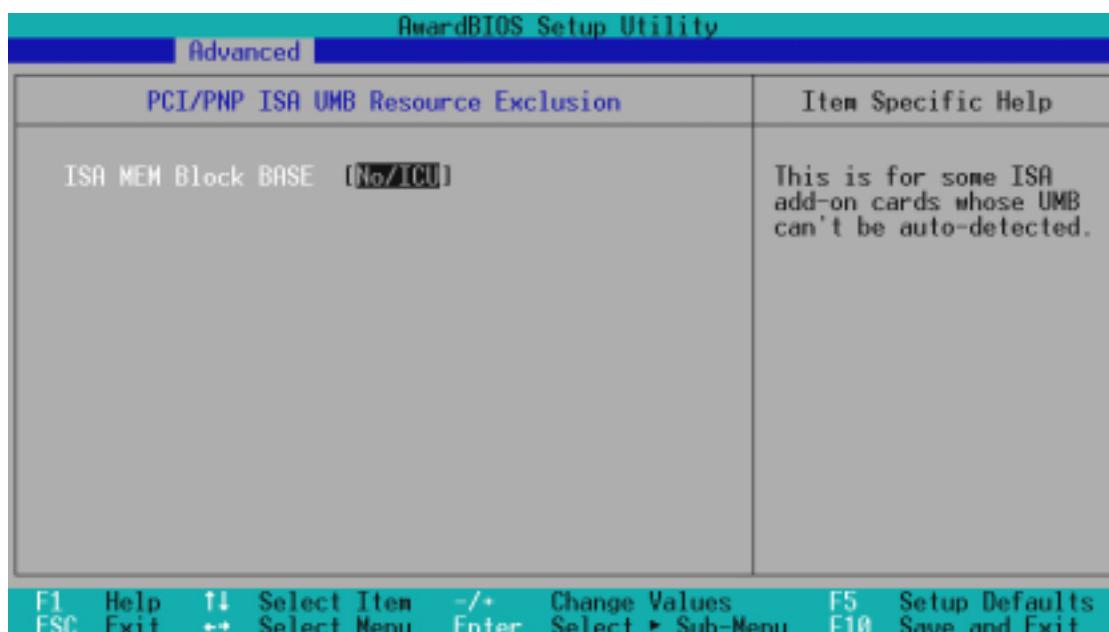 AwardBIOS Setup Utility
Advanced
PCI/PNP ISA UMB Resource Exclusion
Item Specific Help
ISA MEM Block BASE [No/ICU]
This is for some ISA
add-on cards whose UMB
can't be auto-detected.
F1 Help ↑↓ Select Item -/+ Change Values F5 Setup Defaults
ESC Exit ←→ Select Menu Enter Select ► Sub-Menu F10 Save and Exit